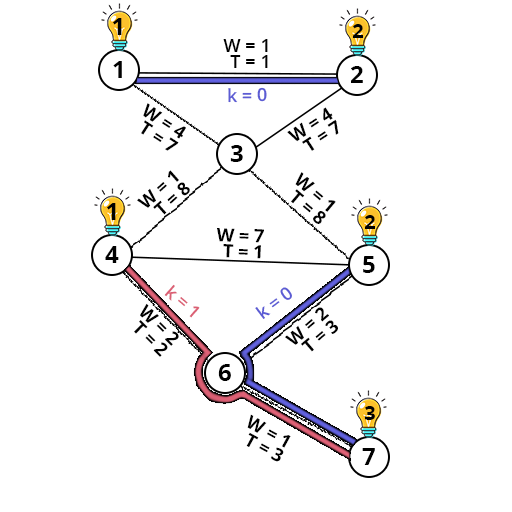 1
2
W = 1
T = 1
1
2
k = 0
W = 4
T = 7
W = 4
T = 7
3
W = 1
T = 8
W = 1
T = 8
1
2
W = 7
T = 1
4
5
k = 1
k = 0
W = 2
T = 2
W = 2
T = 3
6
3
W = 1
T = 3
7